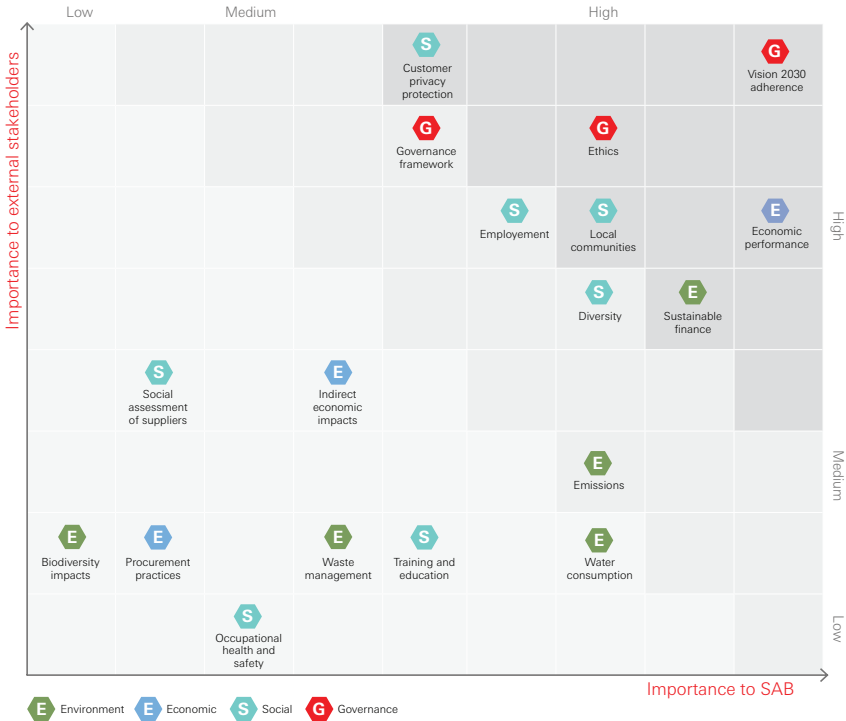 Low
Medium
High
Importance to external stakeholders
S
Customer
privacy
protection
G
Vision 2030
adherence
G
Governance
framework
G
Ethics
S
Employement
S
Local
communities
E
Economic
performance
High
S
Diversity
E
Sustainable
finance
S
Social
assessment
of suppliers
E
Indirect
economic
impacts
E
Emissions
Medium
E
Biodiversity
impacts
E
Procurement
practices
E
Waste
management
S
Training and
education
E
Water
consumption
S
Occupational
health and
safety
Low
Importance to SAB
E Environment
E Economic
S Social
G Governance